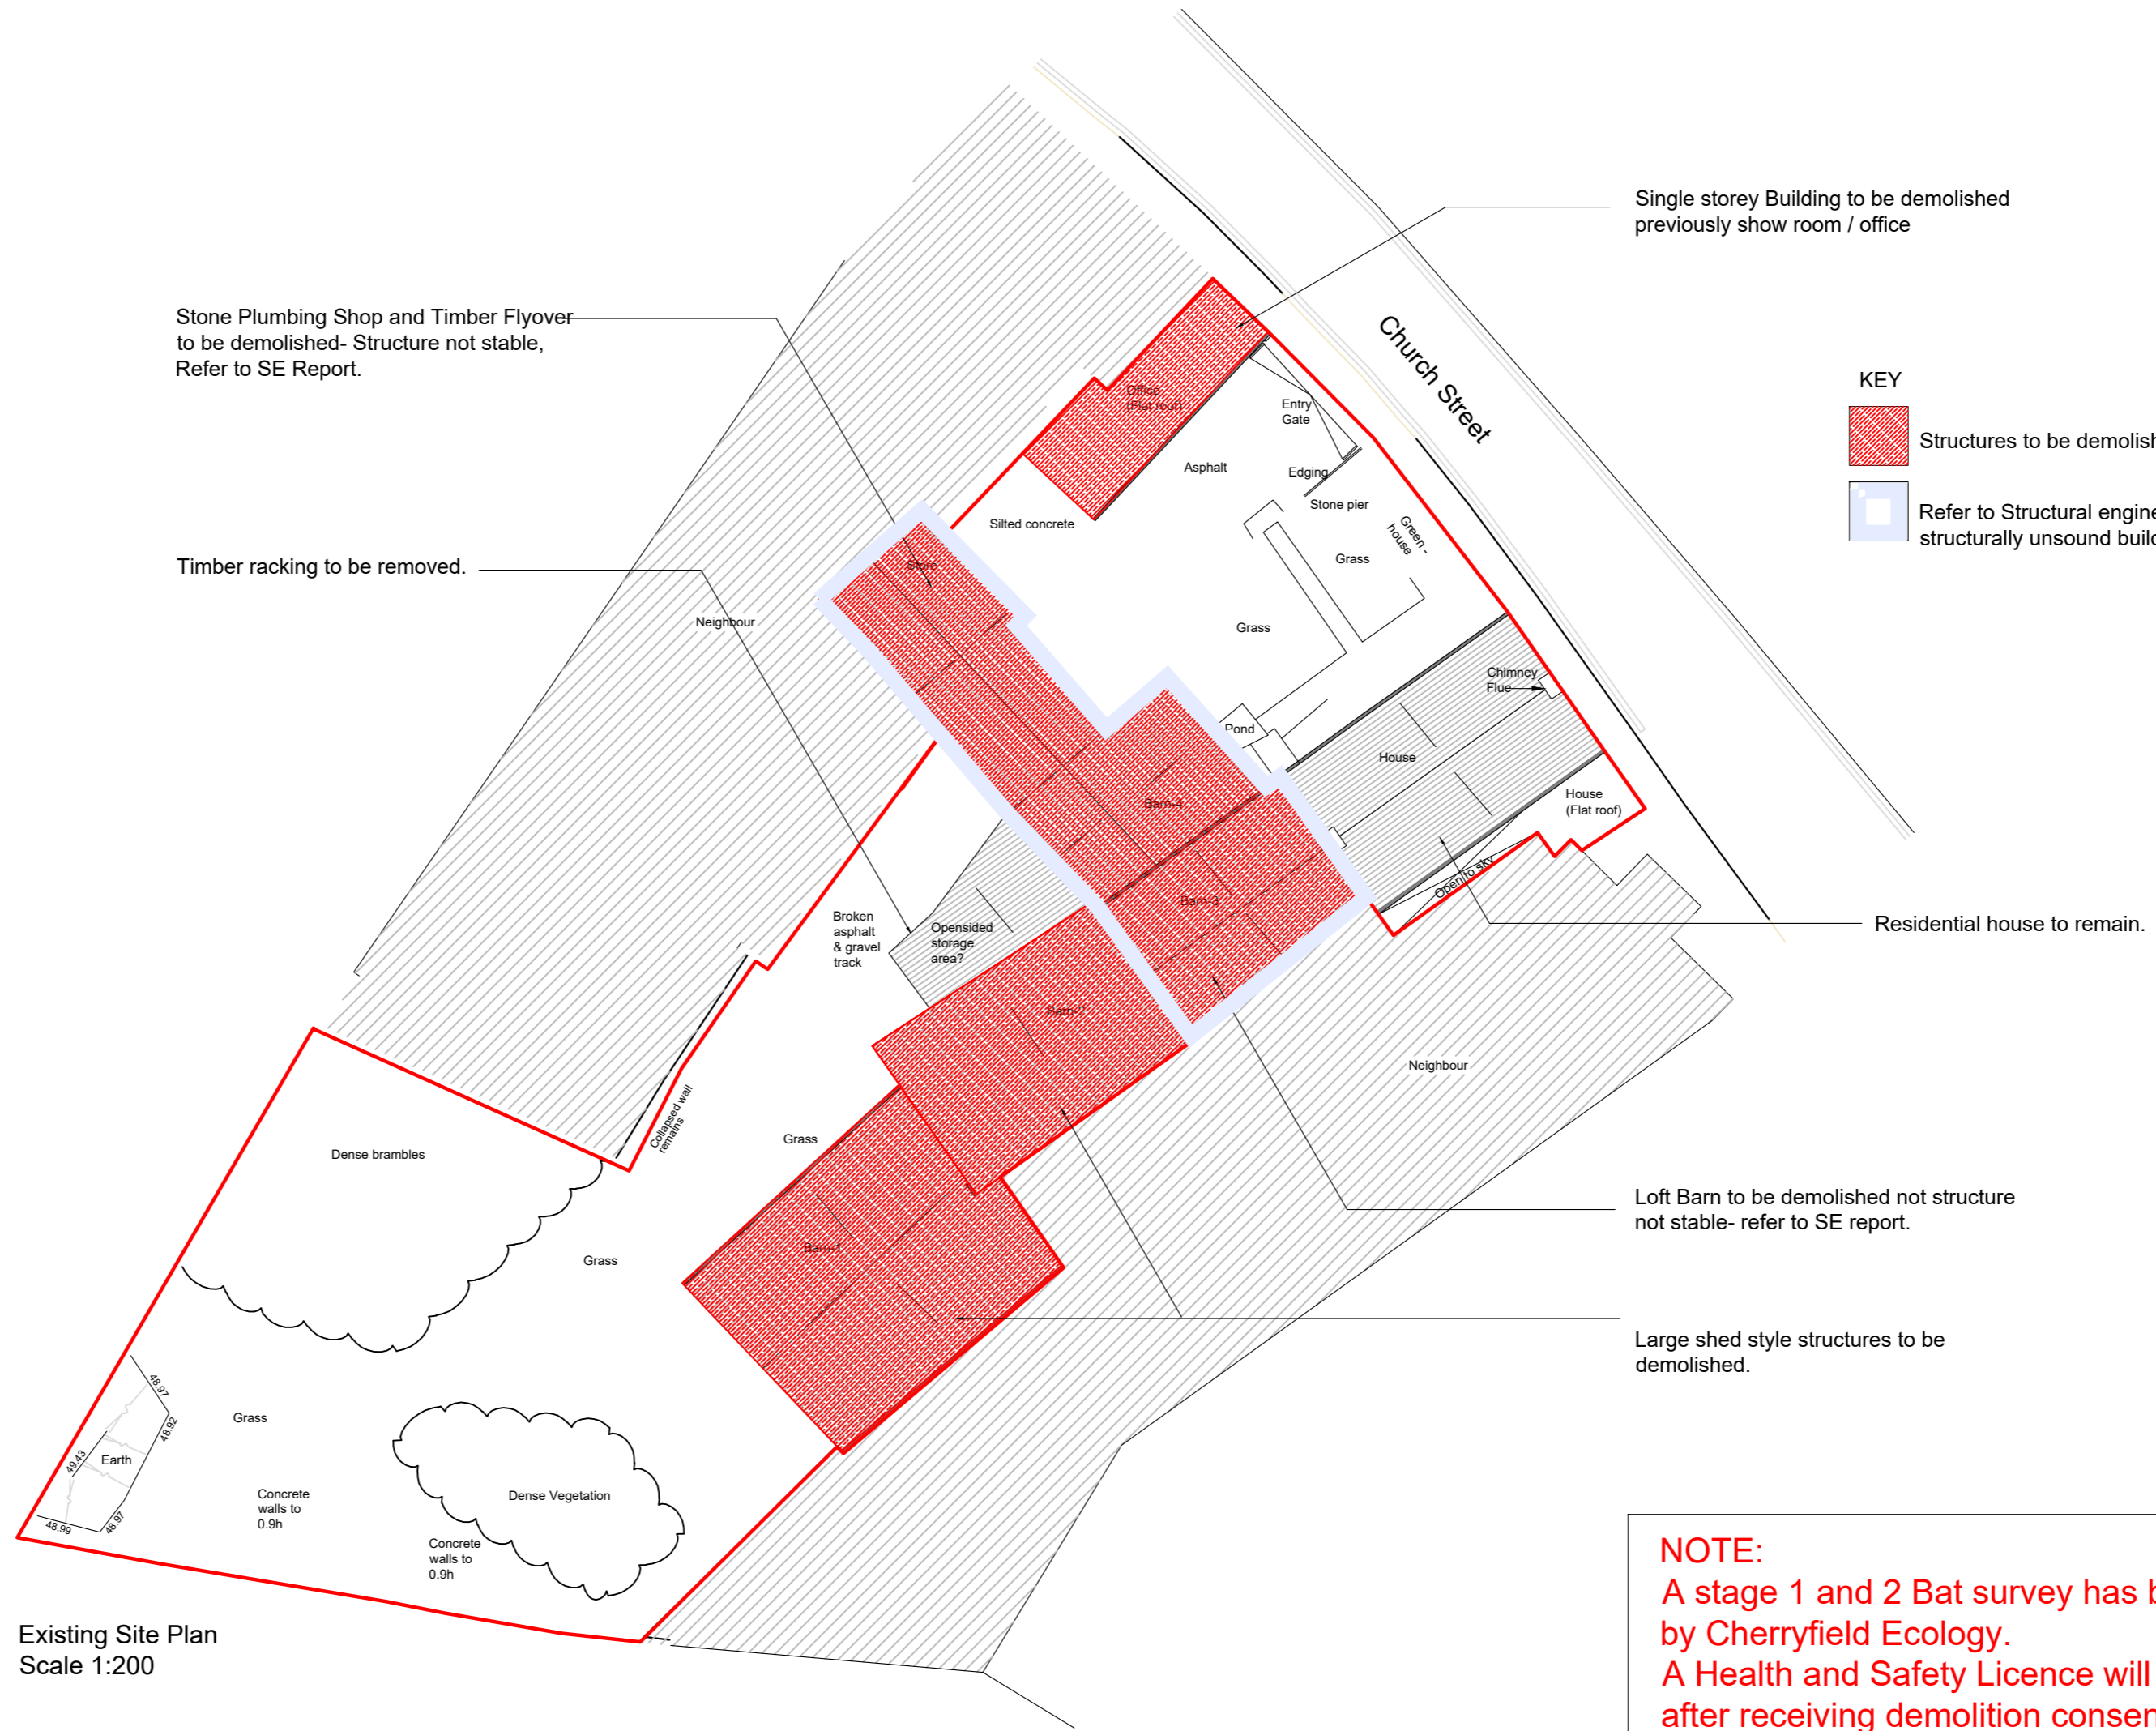 Single storey Building to be demolished
previously show room / office
Stone Plumbing Shop and Timber Flyover
to be demolished- Structure not stable,
Refer to SE Report.
Church Street
KEY
Structures to be demolish
Refer to Structural engine
structurally unsound build
Office
(Flat roof)
Entry
Gate
Asphalt
Edging
Stone pier
Silted concrete
Green -
house
Grass
Store
Timber racking to be removed.
Neighbour
Grass
Chimney
Flue
Pond
House
House
(Flat roof)
Barn-4
Open to sky
Barn-3
Broken
asphalt
& gravel
track
Opensided
storage
area?
Residential house to remain.
Barn-2
Neighbour
Collapsed wall
remains
Grass
Dense brambles
Loft Barn to be demolished not structure
not stable- refer to SE report.
Barn-1
Grass
Large shed style structures to be
demolished.
48.97
48.92
49.43
Earth
48.99
48.97
Grass
Concrete
walls to
0.9h
Dense Vegetation
Concrete
walls to
0.9h
Existing Site Plan
Scale 1:200
NOTE:
A stage 1 and 2 Bat survey has b
by Cherryfield Ecology.
A Health and Safety Licence will
after receiving demolition consen